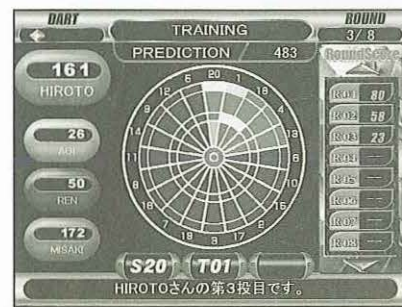 DART
TRAINING
ROUND
3/8
PREDICTION / 483
RoundScore
161
HIROTO
26
AOI
50
REN
172
MISAKI
20
1
18
4
13
6
10
15
2
17
3
19
7
16
8
11
14
9
12
5
R01 80
R02 58
R03 23
R04 ---
R05 ---
R06 ---
R07 ---
R08 ---
S20
T01
HIROTOさんの第3投目です。